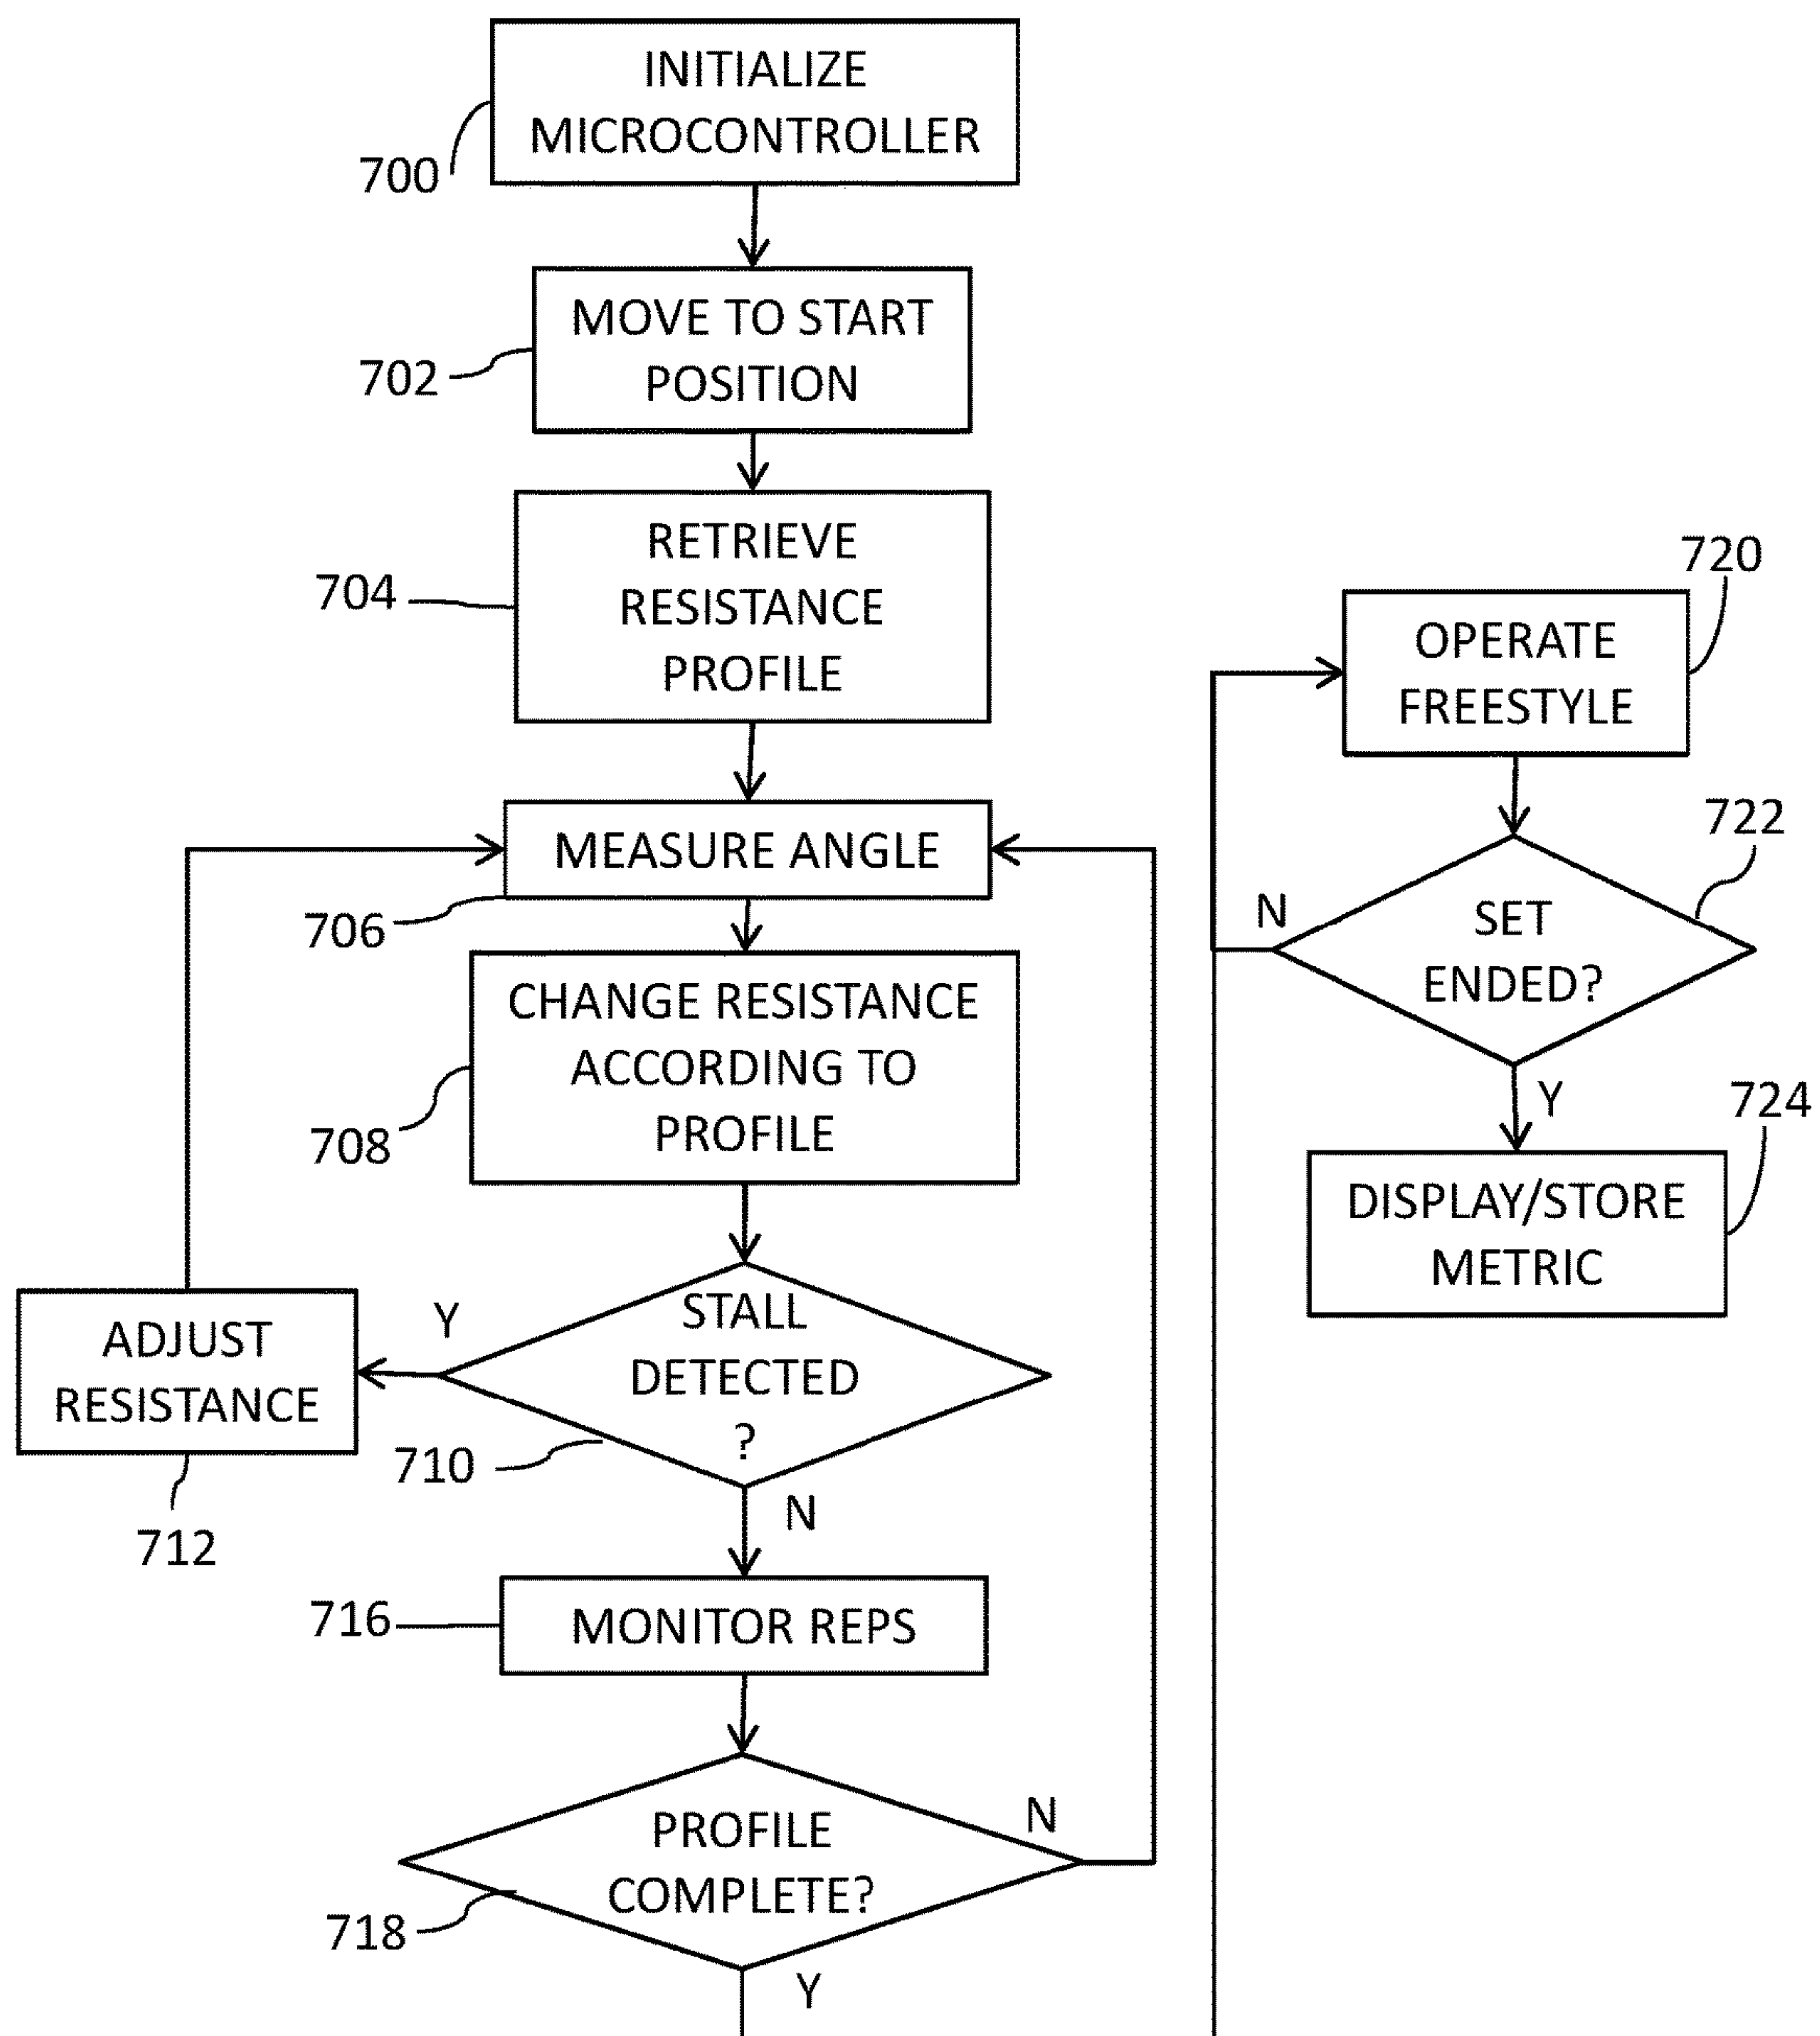 INITIALIZE
MICROCONTROLLER
700
MOVE TO START
POSITION
702
RETRIEVE
RESISTANCE
PROFILE
704
MEASURE ANGLE
706
CHANGE RESISTANCE
ACCORDING TO
PROFILE
708
STALL
DETECTED
?
710
Y
N
ADJUST
RESISTANCE
712
MONITOR REPS
716
PROFILE
COMPLETE?
718
N
Y
720
OPERATE
FREESTYLE
722
SET
ENDED?
N
Y
724
DISPLAY/STORE
METRIC